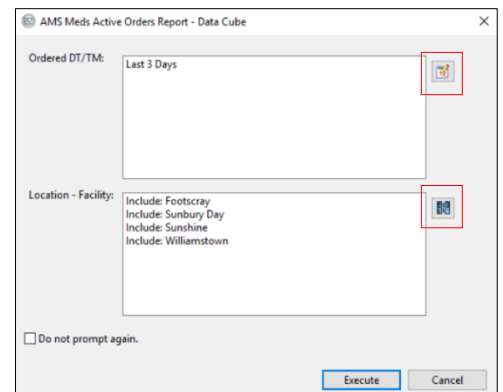 AMS Meds Active Orders Report - Data Cube
Ordered DT/TM:
Last 3 Days
Location - Facility:
Include: Footscray
Include: Sunbury Day
Include: Sunshine
Include: Williamstown
Do not prompt again.
Execute Cancel